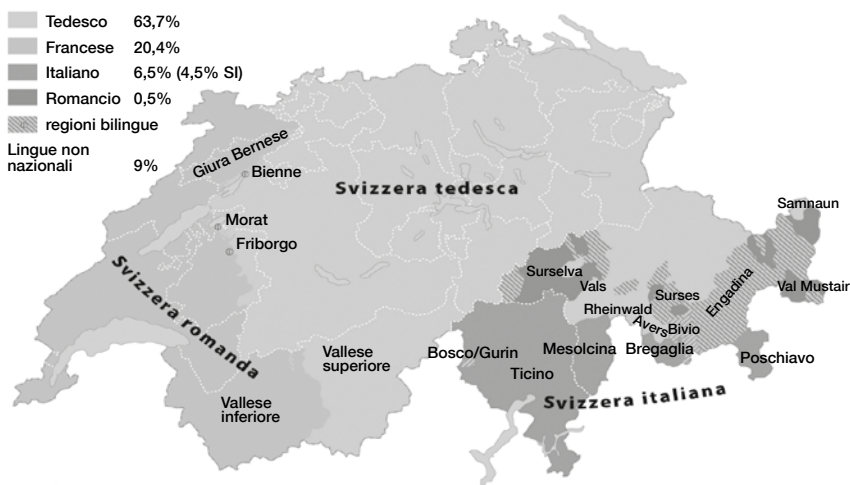 Tedesco 63,7%
Francese 20,4%
Italiano 6,5% (4,5% SI)
Romancio 0,5%
regioni bilingue
Lingue non
nazionali 9%
Giura Bernese
Bienne
Svizzera tedesca
Morat
Friborgo
Svizzera romanda
Samnaun
Surselva
Vals
Engadina
Val Mustair
Surses
Rheinwald
Avers
Bivio
Vallese
superiore
Bosco/Gurin
Mesolcina
Bregaglia
Poschiavo
Ticino
Svizzera italiana
Vallese
inferiore